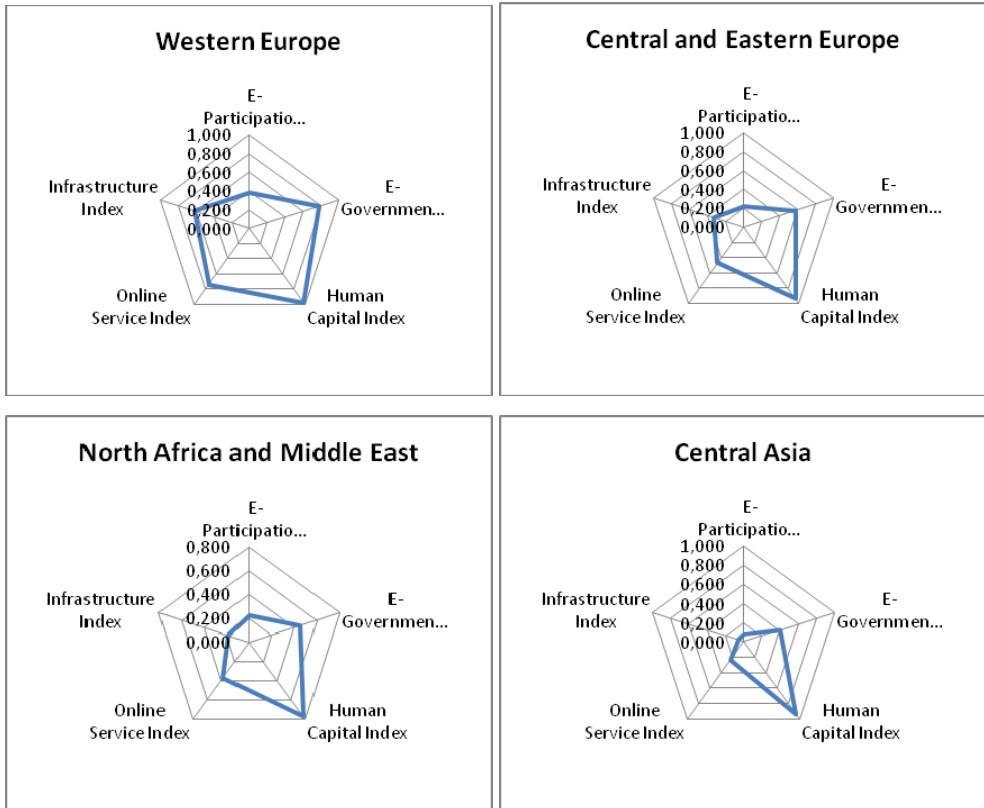 Western Europe
E-
Participatio...
1,000
0,800
0,600
0,400
0,200
0,000
Infrastructure
Index
E-
Governmen...
Online
Service Index
Human
Capital Index
Central and Eastern Europe
E-
Participatio...
1,000
0,800
0,600
0,400
0,200
0,000
Infrastructure
Index
E-
Governmen...
Online
Service Index
Human
Capital Index
North Africa and Middle East
E-
Participatio...
0,800
0,600
0,400
0,200
0,000
Infrastructure
Index
E-
Governmen...
Online
Service Index
Human
Capital Index
Central Asia
E-
Participatio...
1,000
0,800
0,600
0,400
0,200
0,000
Infrastructure
Index
E-
Governmen...
Online
Service Index
Human
Capital Index